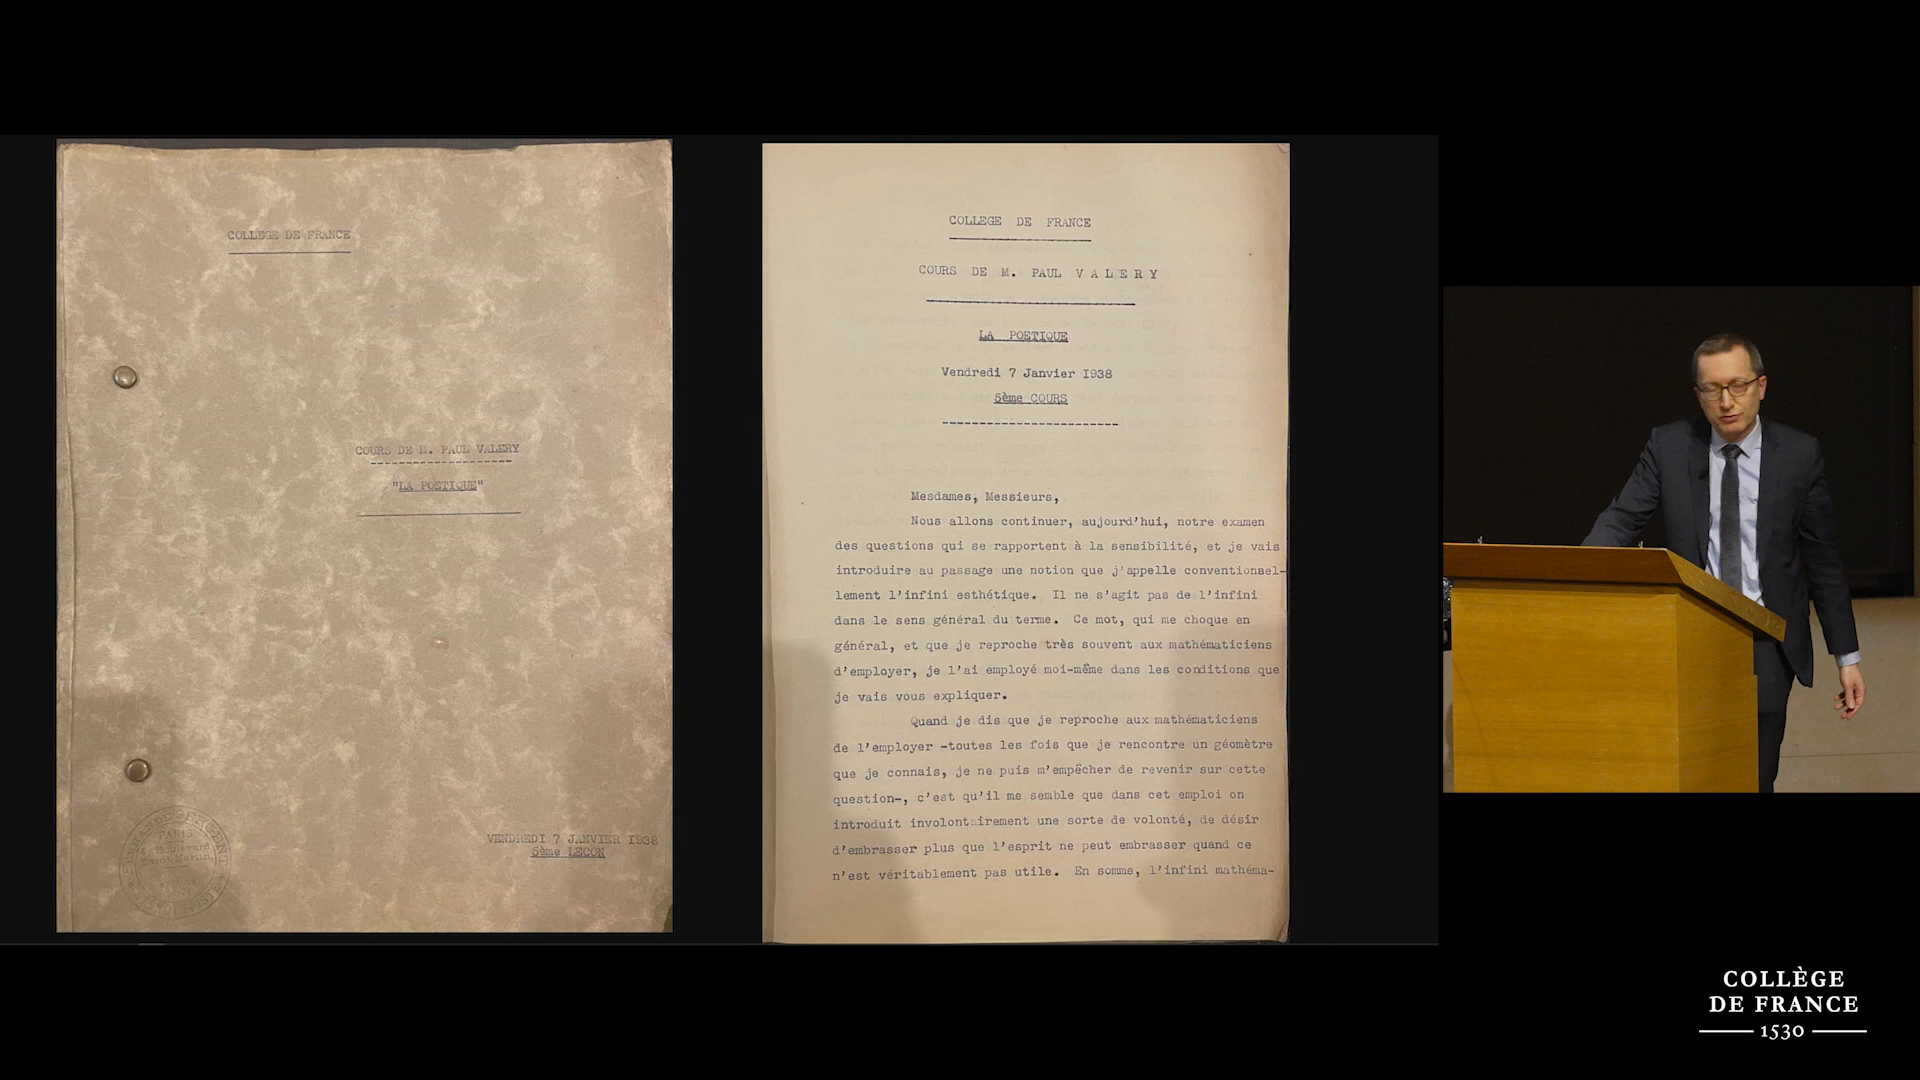 COLLEGE DE FRANCE
COURS DE M. PAUL VALERY
"LA POETIQUE"
VENDREDI 7 JANVIER 1938
5ème LECON
PARIS
Boulevard
Saint Martin
COLLEGE DE FRANCE
COURS DE M. PAUL VALERY
LA POETIQUE
Vendredi 7 Janvier 1938
5ème COURS
Mesdames, Messieurs,
Nous allons continuer, aujourd'hui, notre examen
des questions qui se rapportent à la sensibilité, et je vais
introduire au passage une notion que j'appelle conventionnel-
lement l'infini esthétique. Il ne s'agit pas de l'infini
dans le sens général du terme. Ce mot, qui me choque en
général, et que je reproche très souvent aux mathématiciens
d'employer, je l'ai employé moi-même dans les conditions que
je vais vous expliquer.
Quand je dis que je reproche aux mathématiciens
de l'employer -toutes les fois que je rencontre un géomètre
que je connais, je ne puis m'empêcher de revenir sur cette
question-, c'est qu'il me semble que dans cet emploi on
introduit involontairement une sorte de volonté, de désir
d'embrasser plus que l'esprit ne peut embrasser quand ce
n'est véritablement pas utile. En somme, l'infini mathéma-
COLLÈGE
DE FRANCE
1530